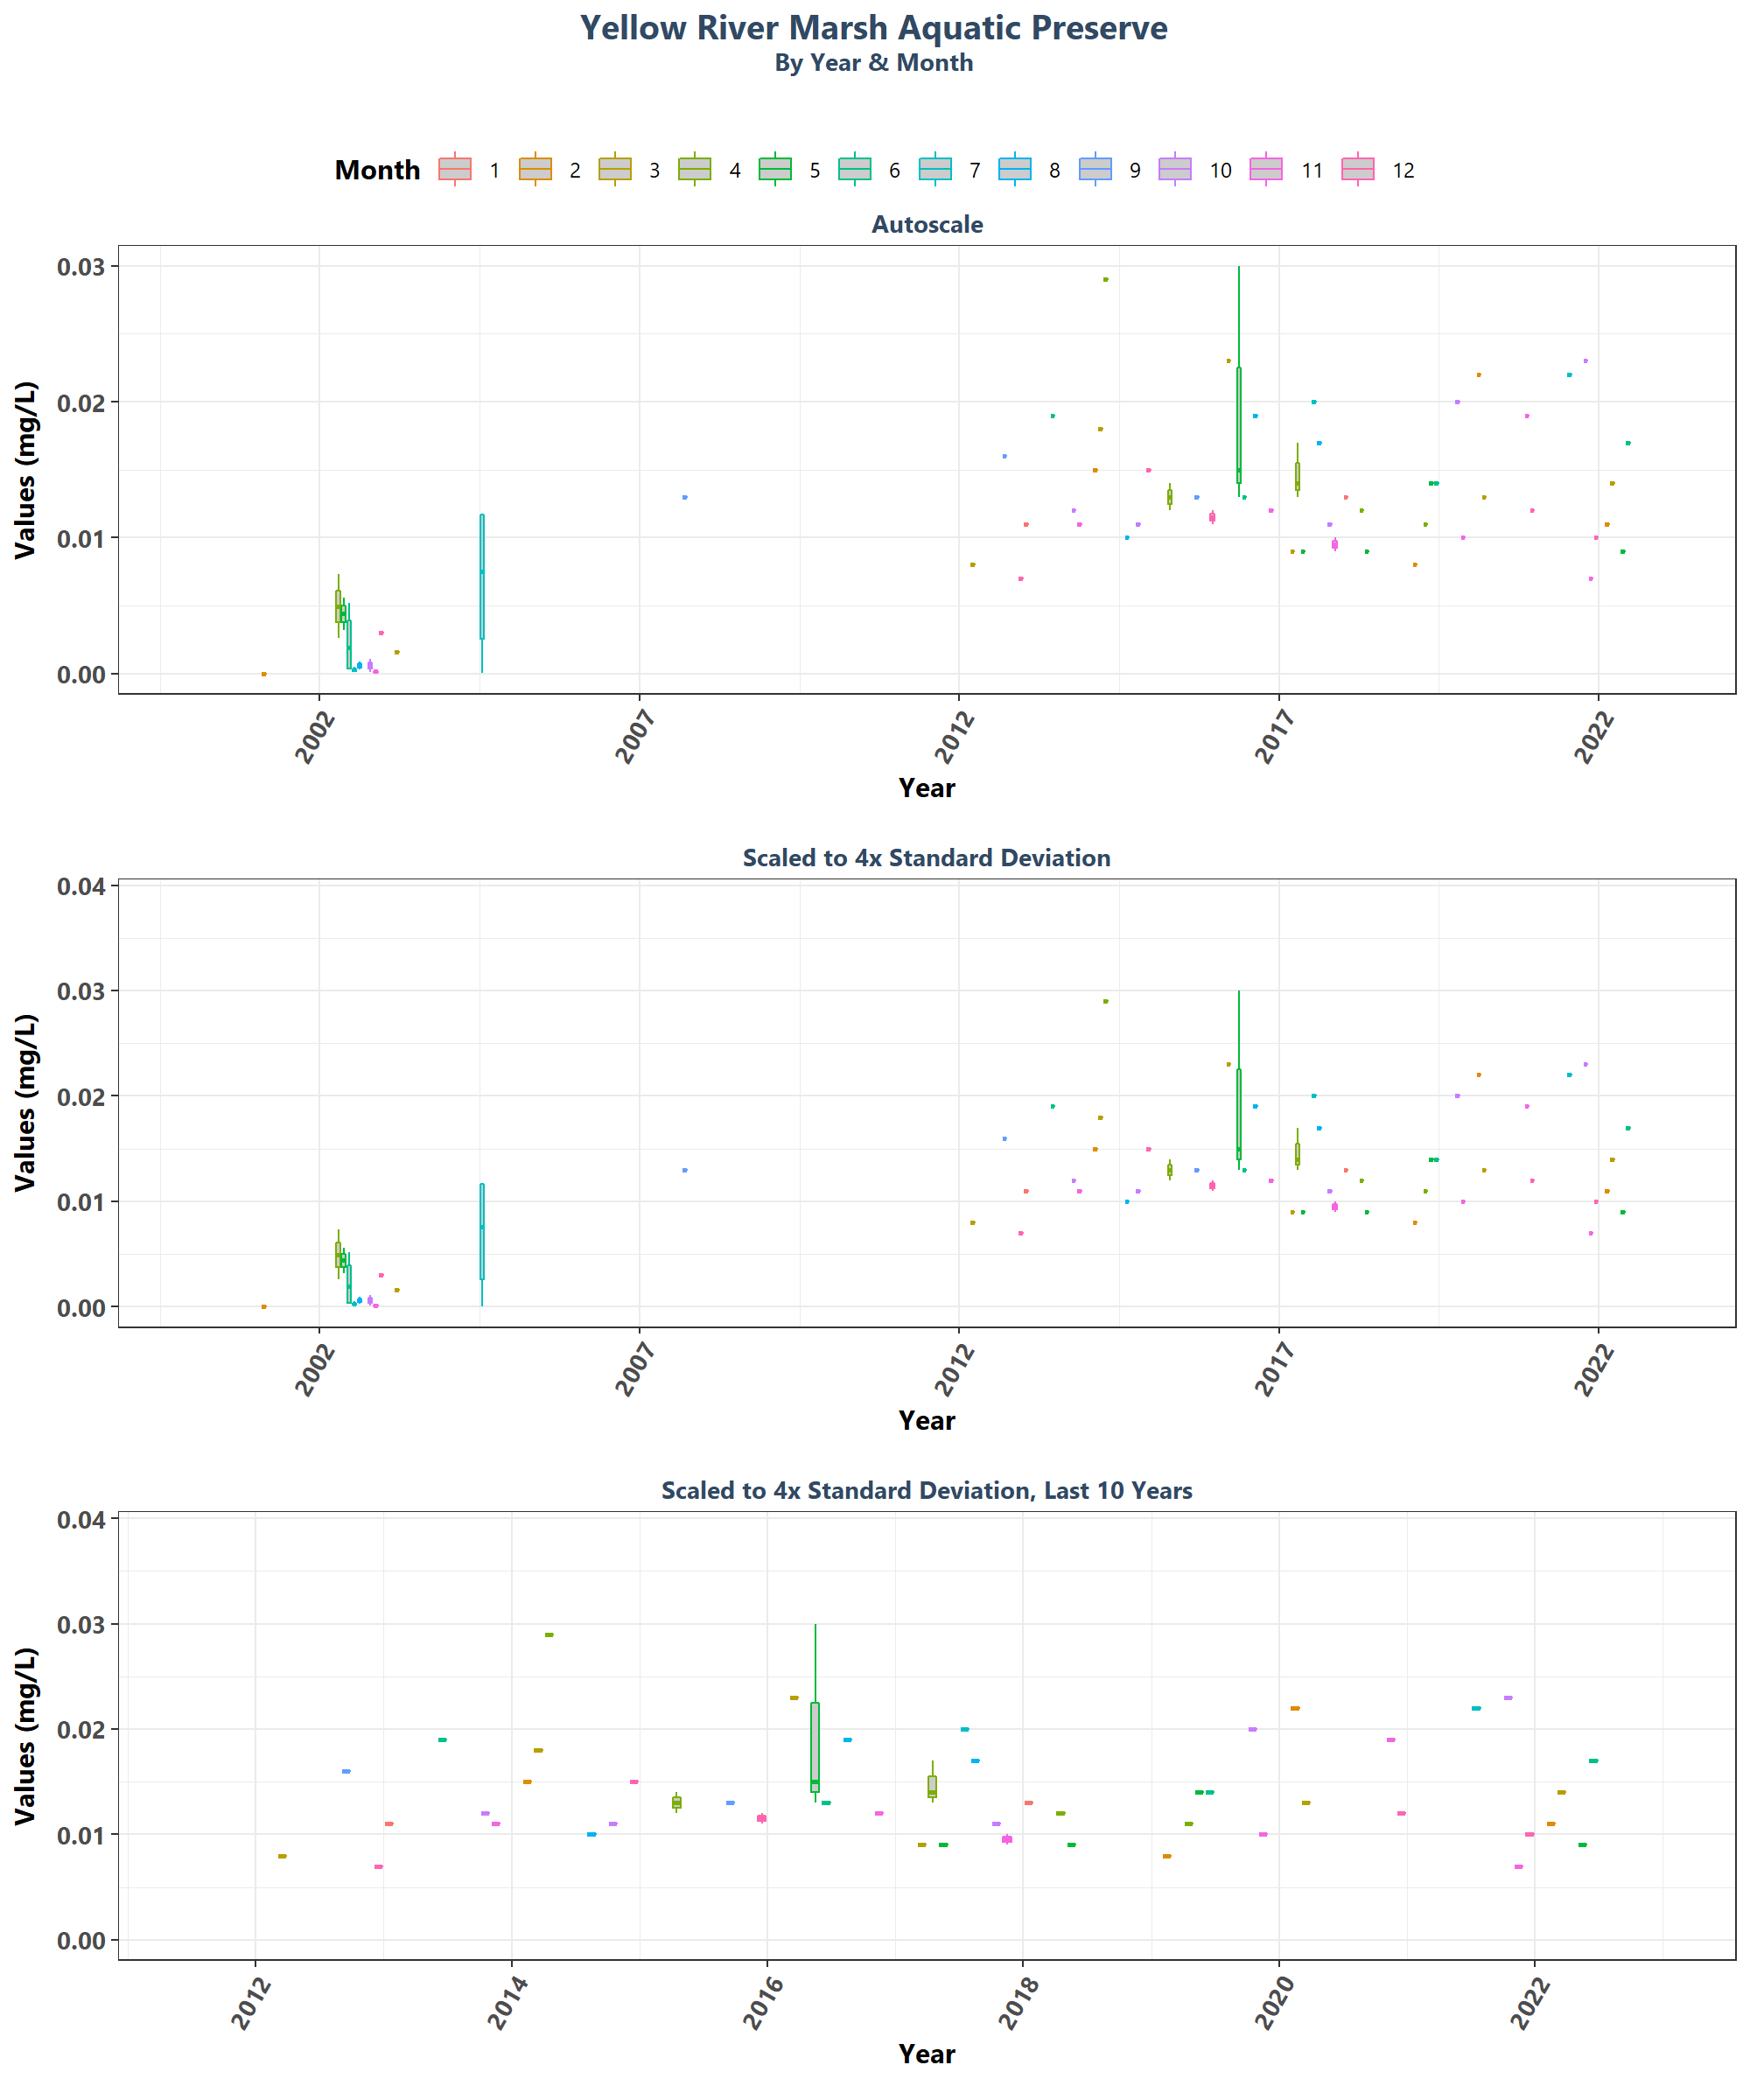 Yellow River Marsh Aquatic Preserve
By Year & Month
Month 1 2 3 4 5 6 7 8 9 10 11 12
Autoscale
Values (mg/L)
0.03
0.02
0.01
0.00
2002 2007 2012 2017 2022
Year
Scaled to 4x Standard Deviation
Values (mg/L)
0.04
0.03
0.02
0.01
0.00
2002 2007 2012 2017 2022
Year
Scaled to 4x Standard Deviation, Last 10 Years
Values (mg/L)
0.04
0.03
0.02
0.01
0.00
2012 2014 2016 2018 2020 2022
Year